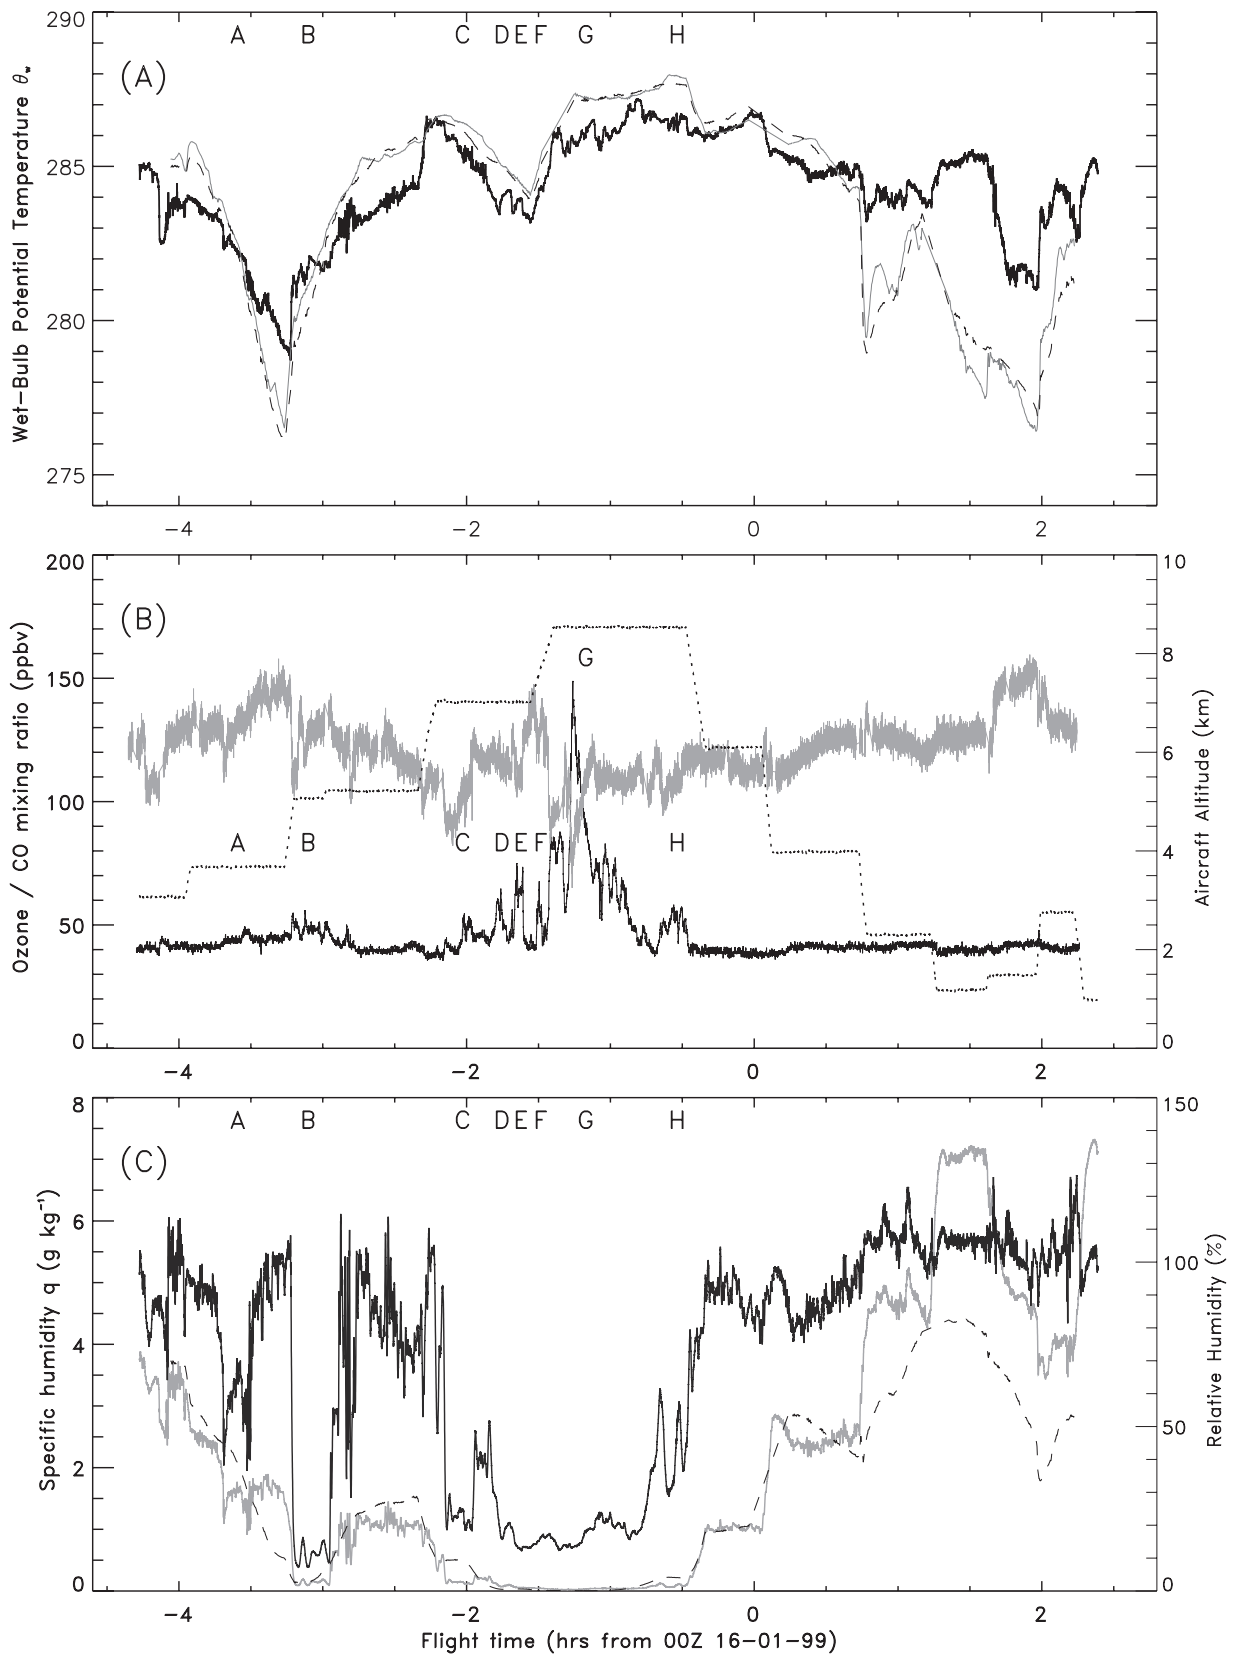 290
A B C D E F G H
(A)
285
280
275
Wet-Bulb Potential Temperature θw
-4 -2 0 2
200 10
(B)
G
150 8
6
100
A B C D E F H
4
50
2
0 0
Ozone / CO mixing ratio (ppbv)
Aircraft Altitude (km)
-4 -2 0 2
8 150
A B C D E F G H
(C)
6
100
4
50
2
0 0
Specific humidity q (g kg⁻¹)
Relative Humidity (%)
-4 -2 0 2
Flight time (hrs from 00Z 16-01-99)